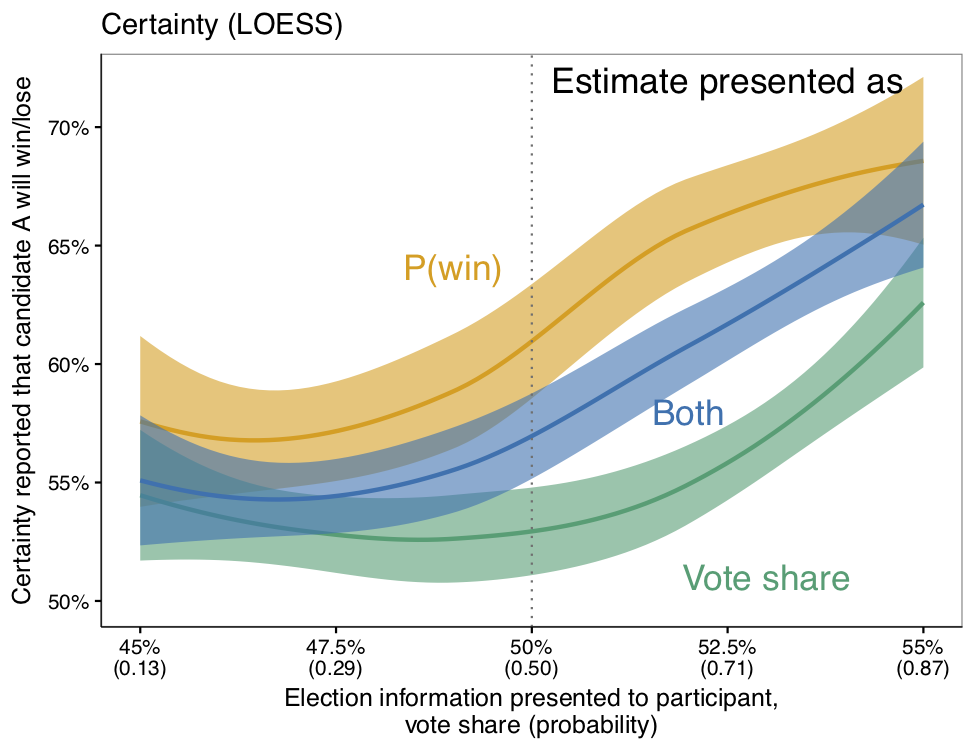 Certainty (LOESS)
Estimate presented as
Certainty reported that candidate A will win/lose
70%
65%
60%
55%
50%
P(win)
Both
Vote share
45%
(0.13)
47.5%
(0.29)
50%
(0.50)
52.5%
(0.71)
55%
(0.87)
Election information presented to participant,
vote share (probability)